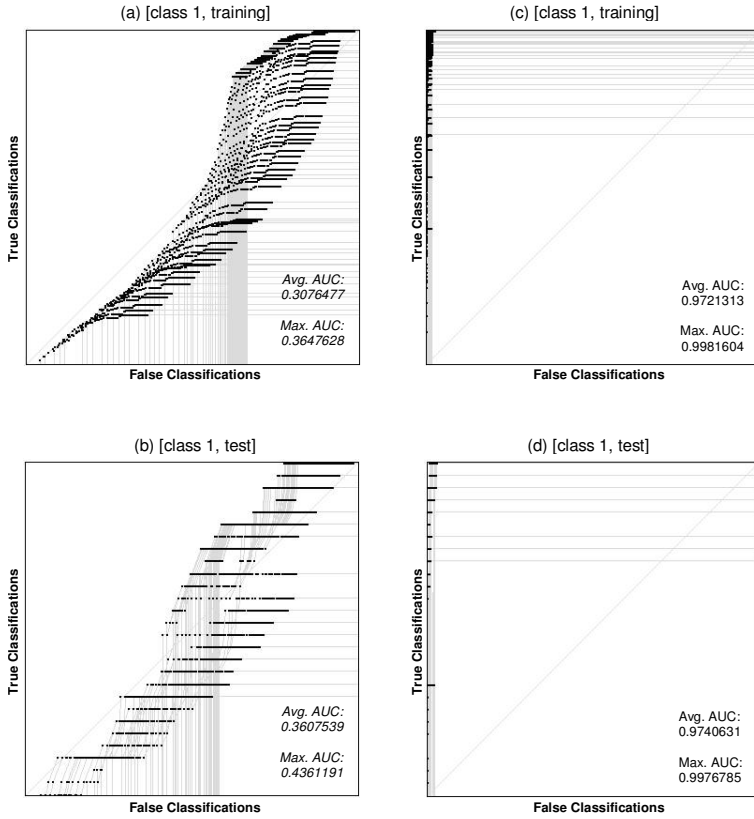 (a) [class 1, training]
True Classifications
Avg. AUC:
0.3076477
Max. AUC:
0.3647628
False Classifications
(c) [class 1, training]
True Classifications
Avg. AUC:
0.9721313
Max. AUC:
0.9981604
False Classifications
(b) [class 1, test]
True Classifications
Avg. AUC:
0.3607539
Max. AUC:
0.4361191
False Classifications
(d) [class 1, test]
True Classifications
Avg. AUC:
0.9740631
Max. AUC:
0.9976785
False Classifications